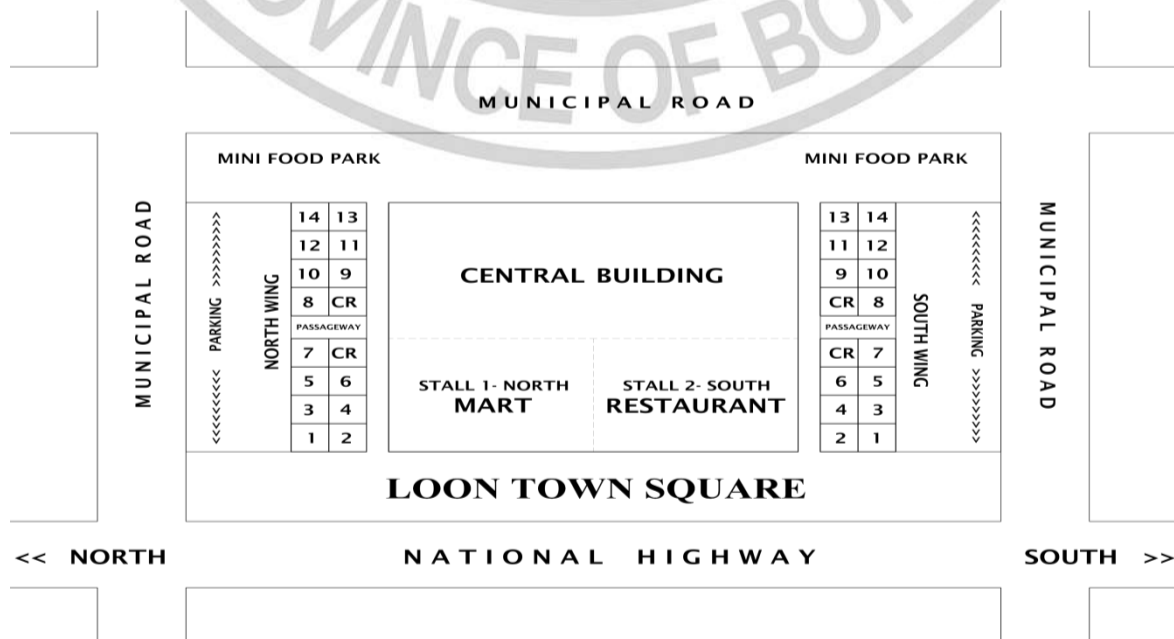 PROVINCE OF BO
MUNICIPAL ROAD
MINI FOOD PARK
MINI FOOD PARK
MUNICIPAL ROAD
<<<<<<<< PARKING >>>>>>>>>>
NORTH WING
14 13
12 11
10 9
8 CR
PASSAGEWAY
7 CR
5 6
3 4
1 2
CENTRAL BUILDING
STALL 1- NORTH
MART
STALL 2- SOUTH
RESTAURANT
13 14
11 12
9 10
CR 8
PASSAGEWAY
CR 7
6 5
4 3
2 1
SOUTH WING
<<<<<<<<<< PARKING >>>>>>>>>>
MUNICIPAL ROAD
LOON TOWN SQUARE
<< NORTH
NATIONAL HIGHWAY
SOUTH >>